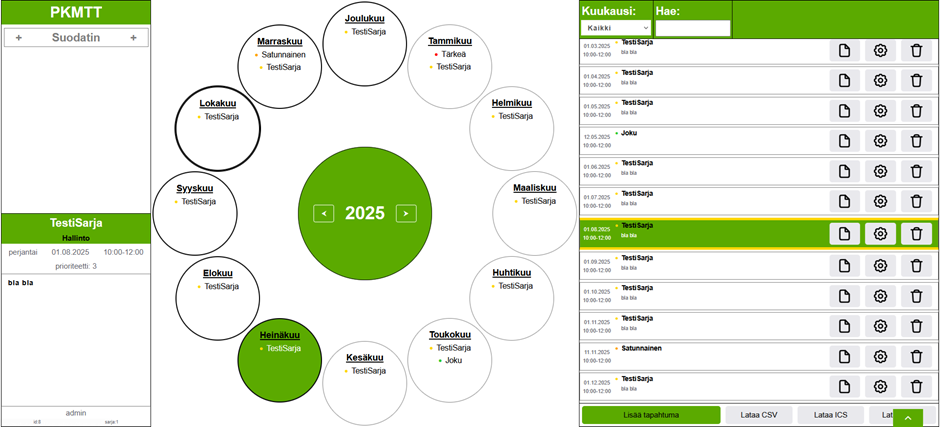 PKMTT
+ Suodatin +
TestiSarja
Hallinto
perjantai 01.08.2025 10:00-12:00
prioriteetti: 3
bla bla
admin
id:8 sarja:1
Joulukuu
TestiSarja
Tammikuu
Tärkeä
TestiSarja
Helmikuu
TestiSarja
Maaliskuu
TestiSarja
Huhtikuu
TestiSarja
Toukokuu
TestiSarja
Joku
Kesäkuu
TestiSarja
Heinäkuu
TestiSarja
Elokuu
TestiSarja
Syyskuu
TestiSarja
Lokakuu
TestiSarja
Marraskuu
Satunnainen
TestiSarja
< 2025 >
Kuukausi: Hae:
Kaikki
01.03.2025 TestiSarja
10:00-12:00 bla bla
01.04.2025 TestiSarja
10:00-12:00 bla bla
01.05.2025 TestiSarja
10:00-12:00 bla bla
12.05.2025 Joku
10:00-12:00
01.06.2025 TestiSarja
10:00-12:00 bla bla
01.07.2025 TestiSarja
10:00-12:00 bla bla
01.08.2025 TestiSarja
10:00-12:00 bla bla
01.09.2025 TestiSarja
10:00-12:00 bla bla
01.10.2025 TestiSarja
10:00-12:00 bla bla
01.11.2025 TestiSarja
10:00-12:00 bla bla
11.11.2025 Satunnainen
10:00-12:00
01.12.2025 TestiSarja
10:00-12:00 bla bla
Lisää tapahtuma Lataa CSV Lataa ICS